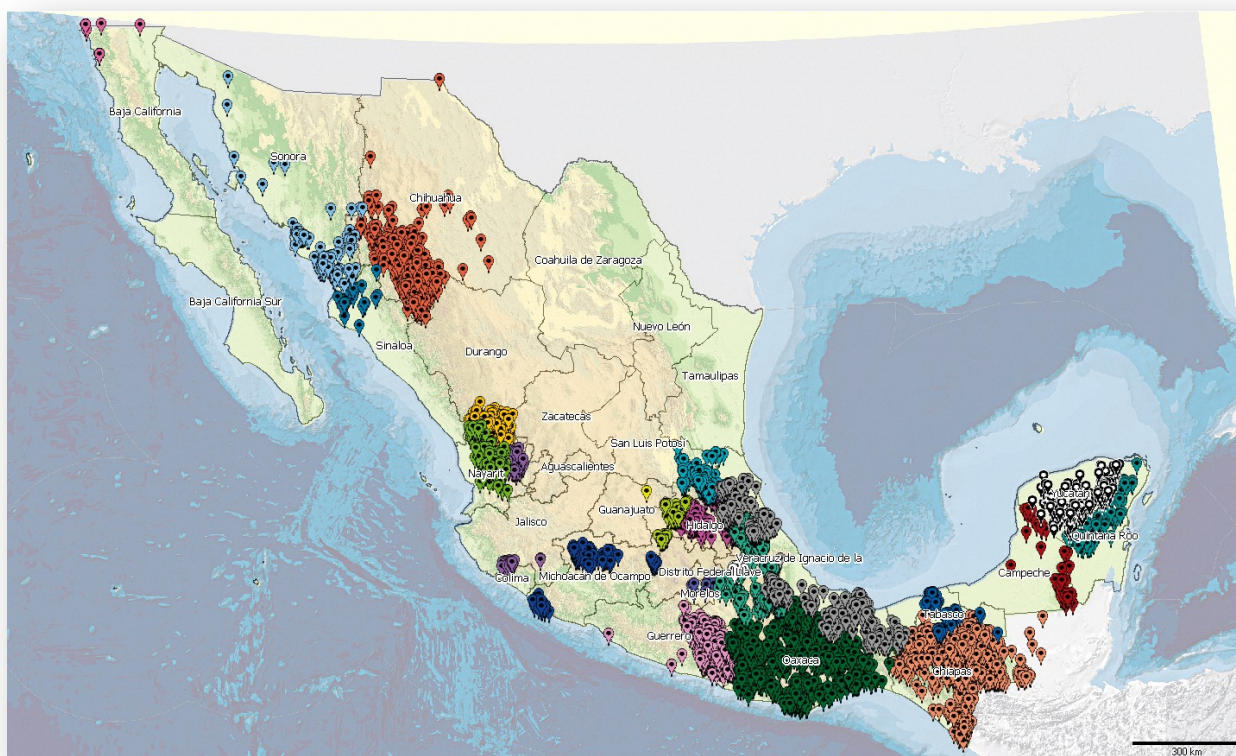 Baja California
Sonora
Chihuahua
Coahuila de Zaragoza
Baja California Sur
Nuevo León
Sinaloa
Durango
Tamaulipas
Zacatecas
San Luis Potosí
Aguascalientes
Nayarit
Yucatán
Guanajuato
Jalisco
Hidalgo
Quintana Roo
Veracruz de Ignacio de la
Llave
Colima
Michoacán de Ocampo
Distrito Federal
Campeche
Morelos
Tabasco
Guerrero
Oaxaca
Chiapas
300 km